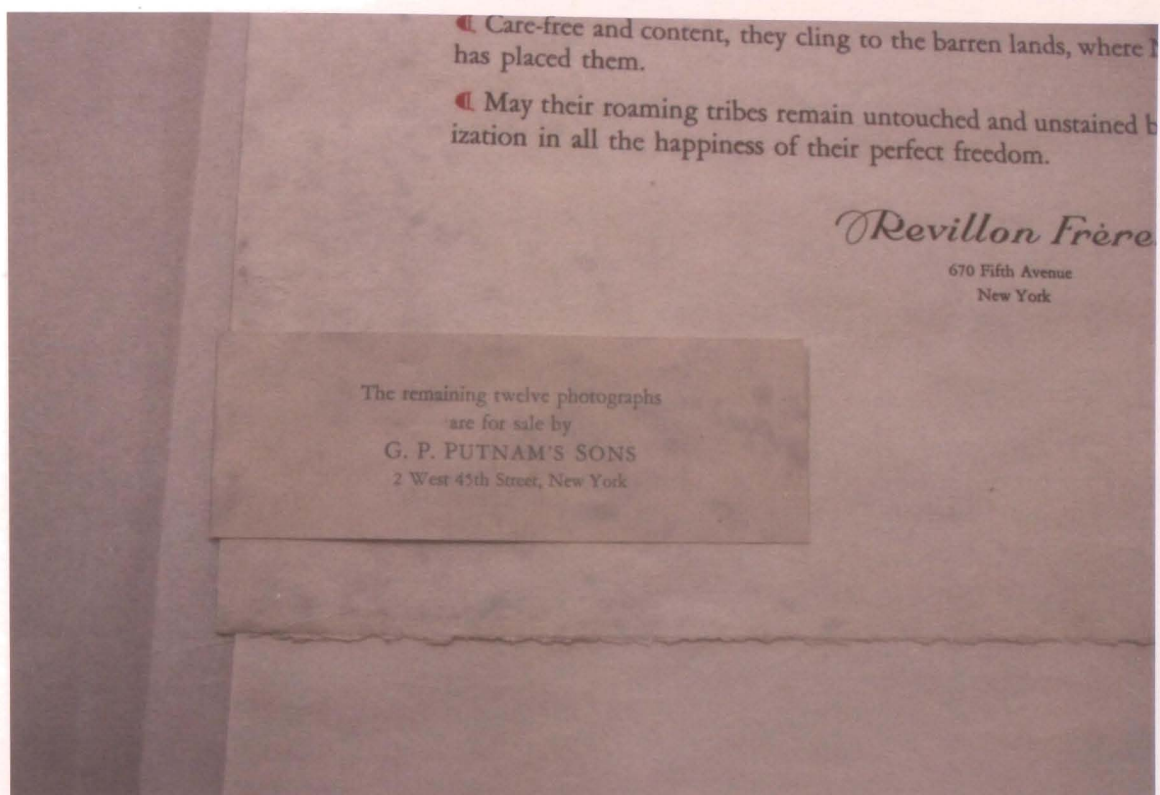 Care-free and content, they cling to the barren lands, where
has placed them.
May their roaming tribes remain untouched and unstained
ization in all the happiness of their perfect freedom.
Revillon Frère
670 Fifth Avenue
New York
The remaining twelve photographs
are for sale by
G. P. PUTNAM'S SONS
2 West 45th Street, New York